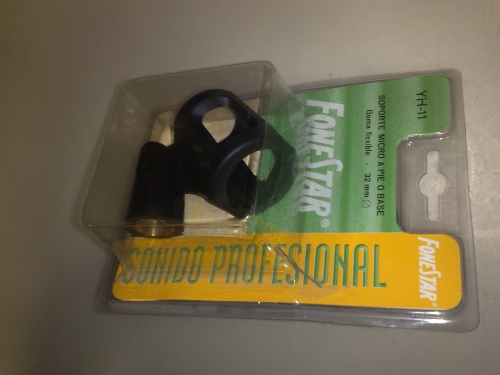 YH-11
SOPORTE MICRO A PIE O BASE
Goma flexible - 32 mm Ø
FONESTAR®
SONIDO PROFESIONAL
FONESTAR®